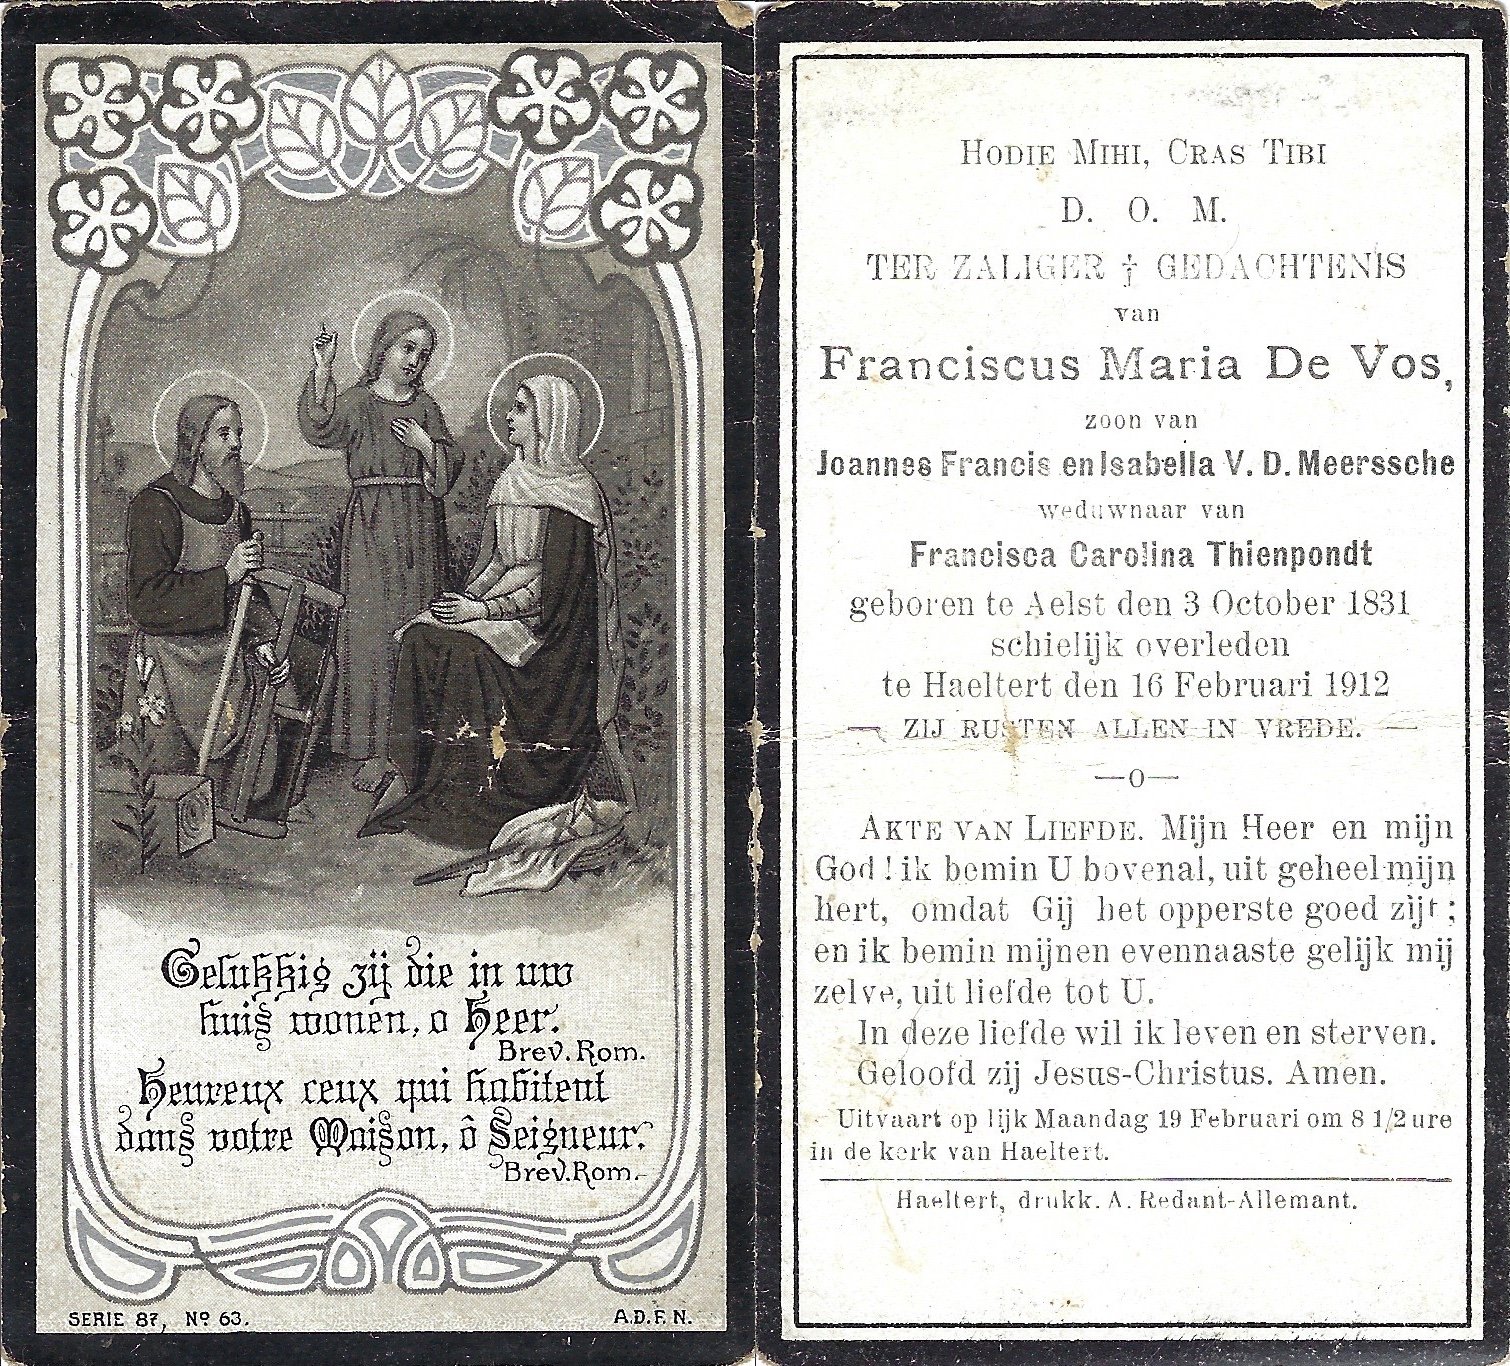 Gelukkig zij die in uw
huis wonen, o Heer.
Brev. Rom.
Heureux ceux qui habitent
dans votre Maison, ô Seigneur.
Brev. Rom.
SERIE 87, Nº 63.
A.D.F.N.
HODIE MIHI, CRAS TIBI
D. O. M.
TER ZALIGER † GEDACHTENIS
van
Franciscus Maria De Vos,
zoon van
Joannes Francis en Isabella V. D. Meerssche
weduwnaar van
Francisca Carolina Thienpondt
geboren te Aelst den 3 October 1831
schielijk overleden
te Haeltert den 16 Februari 1912
— ZIJ RUSTEN ALLEN IN VREDE. —
—o—
AKTE VAN LIEFDE. Mijn Heer en mijn
God! ik bemin U bovenal, uit geheel mijn
hert, omdat Gij het opperste goed zijt;
en ik bemin mijnen evennaaste gelijk mij
zelve, uit liefde tot U.
In deze liefde wil ik leven en sterven.
Geloofd zij Jesus-Christus. Amen.
Uitvaart op lijk Maandag 19 Februari om 8 1/2 ure
in de kerk van Haeltert.
Haeltert, drukk. A. Redant-Allemant.